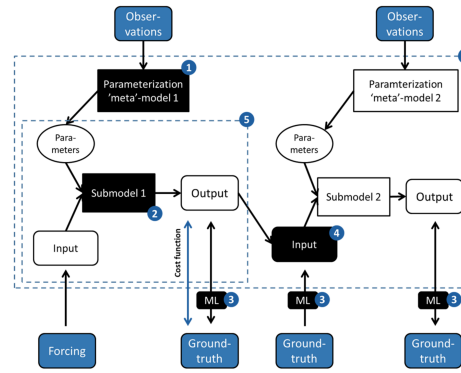 Obser-
vations
Obser-
vations
1
Parameterization
'meta'-model 1
Parameterization
'meta'-model 2
5
Para-
meters
Para-
meters
Submodel 1
2
Output
Submodel 2
Output
Input
Input
4
Cost function
ML
3
ML
3
ML
3
Forcing
Ground-
truth
Ground-
truth
Ground-
truth